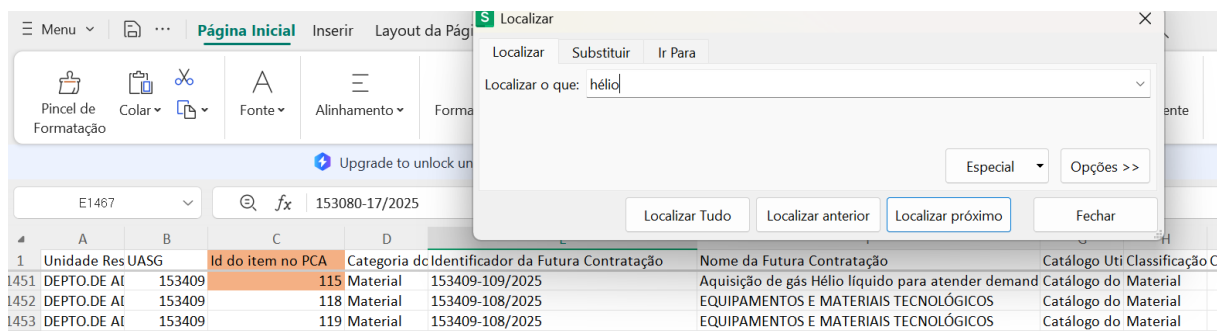 Menu ··· Página Inicial Inserir Layout da Pági
S Localizar
Localizar Substituir Ir Para
Localizar o que: hélio
Pincel de Formatação
Colar
Fonte
Alinhamento
Forma
ente
Especial
Opções >>
Upgrade to unlock un
Localizar Tudo Localizar anterior Localizar próximo Fechar
E1467 fx 153080-17/2025
A B C D H
1 Unidade Res UASG Id do item no PCA Categoria do Identificador da Futura Contratação Nome da Futura Contratação Catálogo Uti Classificação C
1451 DEPTO.DE AD 153409 115 Material 153409-109/2025 Aquisição de gás Hélio líquido para atender demand Catálogo do Material
1452 DEPTO.DE AD 153409 118 Material 153409-108/2025 EQUIPAMENTOS E MATERIAIS TECNOLÓGICOS Catálogo do Material
1453 DEPTO.DE AD 153409 119 Material 153409-108/2025 EQUIPAMENTOS E MATERIAIS TECNOLÓGICOS Catálogo do Material